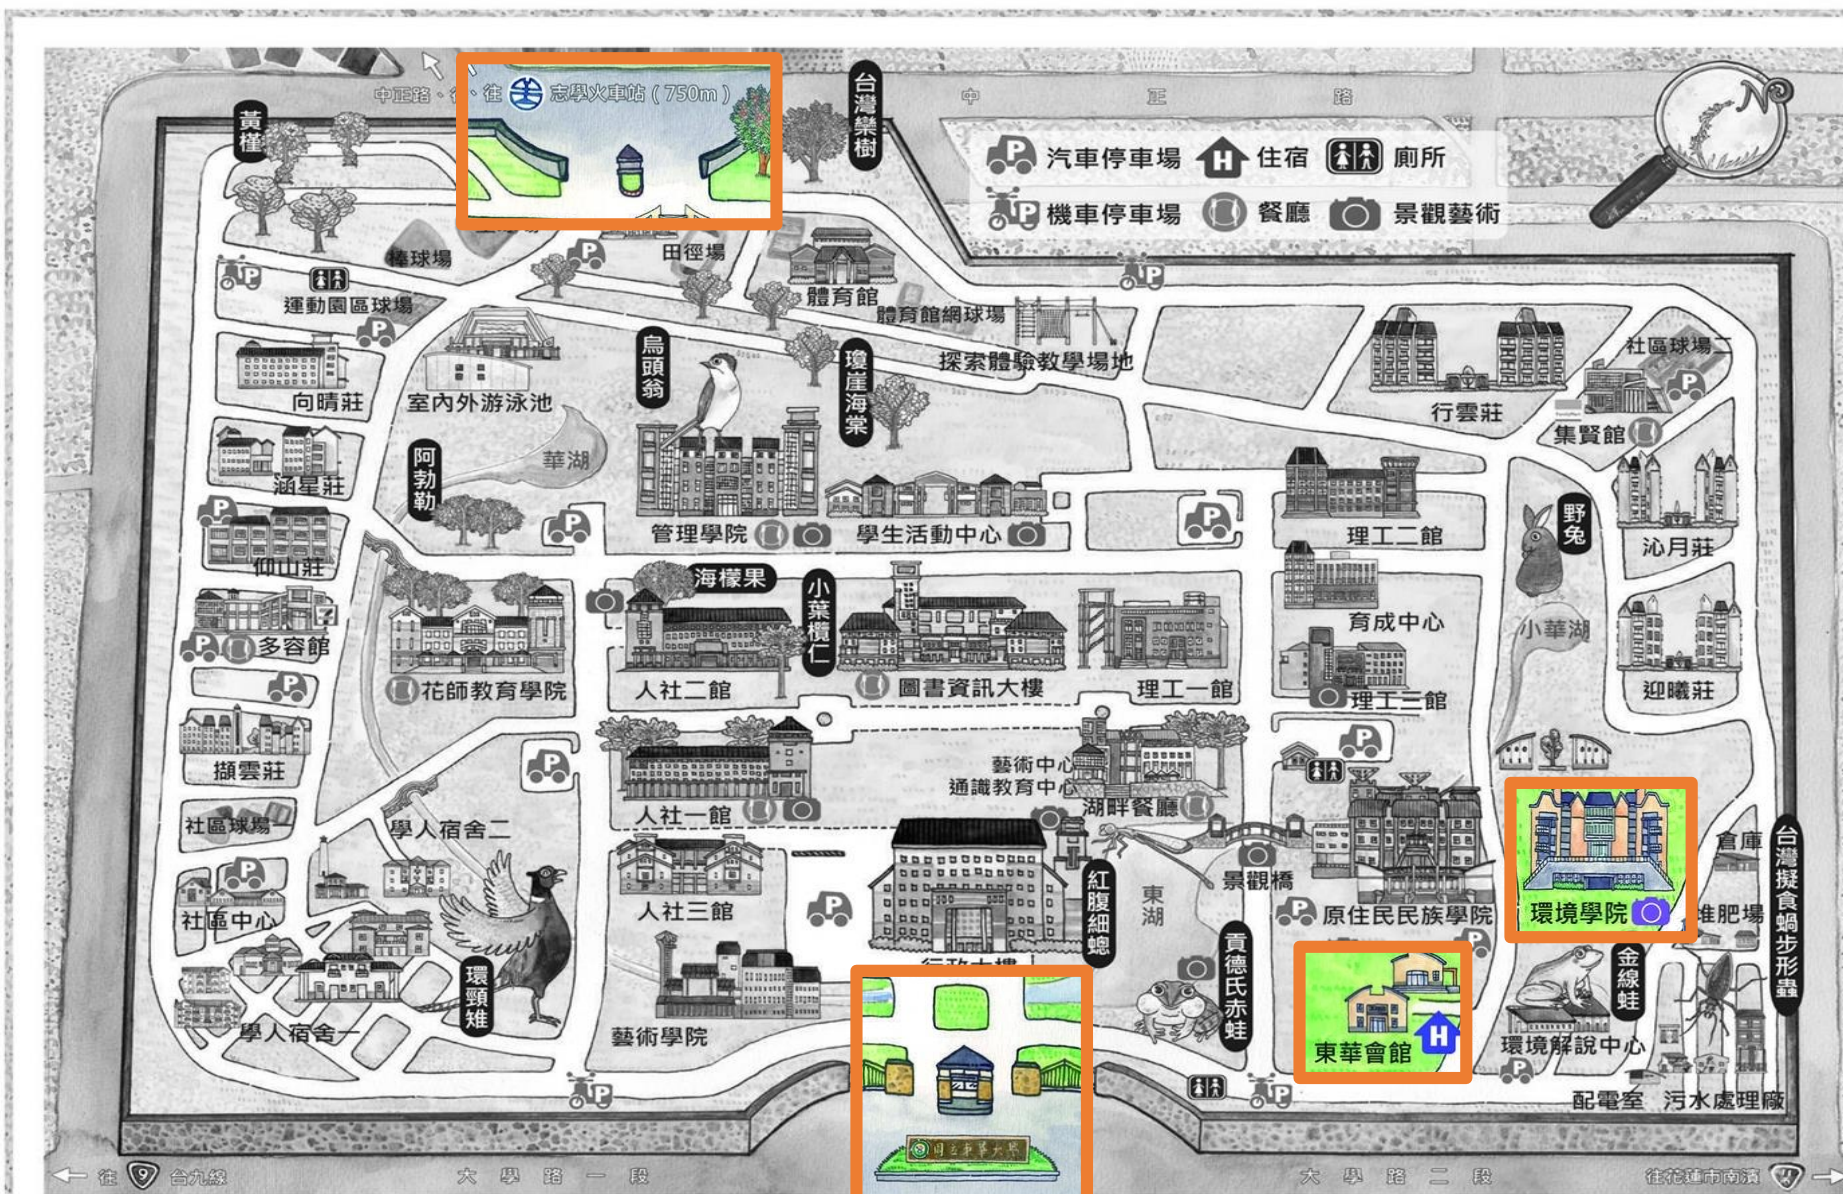 中正路、往
志學火車站（750m）
中 正 路
N
黃槿
台灣欒樹
P 汽車停車場
H 住宿
廁所
P 機車停車場
餐廳
景觀藝術
棒球場
田徑場
體育館
P
運動園區球場
P
體育館網球場
探索體驗教學場地
P
社區球場二
P
烏頭翁
瓊崖海棠
向晴莊
室內外游泳池
行雲莊
集賢館
FamilyMart
阿勃勒
華湖
涵星莊
P
管理學院
學生活動中心
P
理工二館
野兔
沁月莊
仰山莊
海檬果
小葉欖仁
7
P
多容館
育成中心
小華湖
P
花師教育學院
人社二館
圖書資訊大樓
理工一館
理工三館
迎曦莊
擷雲莊
P
藝術中心
通識教育中心
P
社區球場
學人宿舍二
人社一館
湖畔餐廳
倉庫
台灣擬食蝸步形蟲
P
社區中心
人社三館
P
紅腹細蟌
東湖
景觀橋
P
原住民民族學院
環境學院
堆肥場
行政大樓
貢德氏赤蛙
P
金線蛙
環頸雉
學人宿舍一
藝術學院
東華會館
H
環境解說中心
P
P
P
配電室
污水處理廠
國立東華大學
往 9 台九線
大 學 路 一 段
大 學 路 二 段
往花蓮市南濱